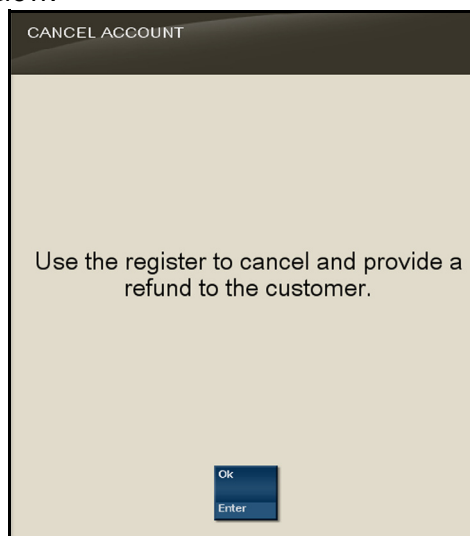 CANCEL ACCOUNT
Use the register to cancel and provide a
refund to the customer.
Ok
Enter